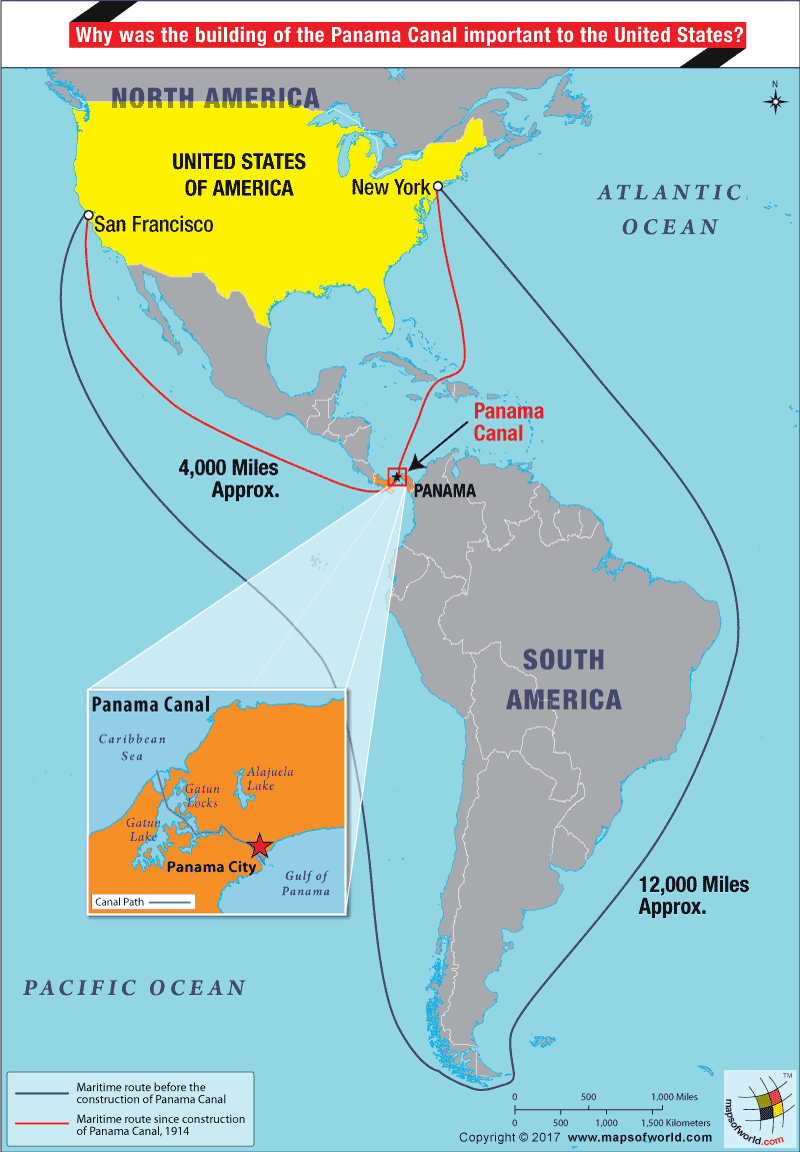 Why was the building of the Panama Canal important to the United States?
N
NORTH AMERICA
UNITED STATES
OF AMERICA
New York
San Francisco
ATLANTIC
OCEAN
Panama
Canal
4,000 Miles
Approx.
PANAMA
SOUTH
AMERICA
Panama Canal
Caribbean
Sea
Alajuela
Lake
Gatun
Locks
Gatun
Lake
Panama City
Gulf of
Panama
Canal Path
12,000 Miles
Approx.
PACIFIC OCEAN
Maritime route before the
construction of Panama Canal
Maritime route since construction
of Panama Canal, 1914
0 500 1,000 Miles
0 500 1,000 1,500 Kilometers
Copyright © 2017 www.mapsofworld.com
TM
mapsofworld.com